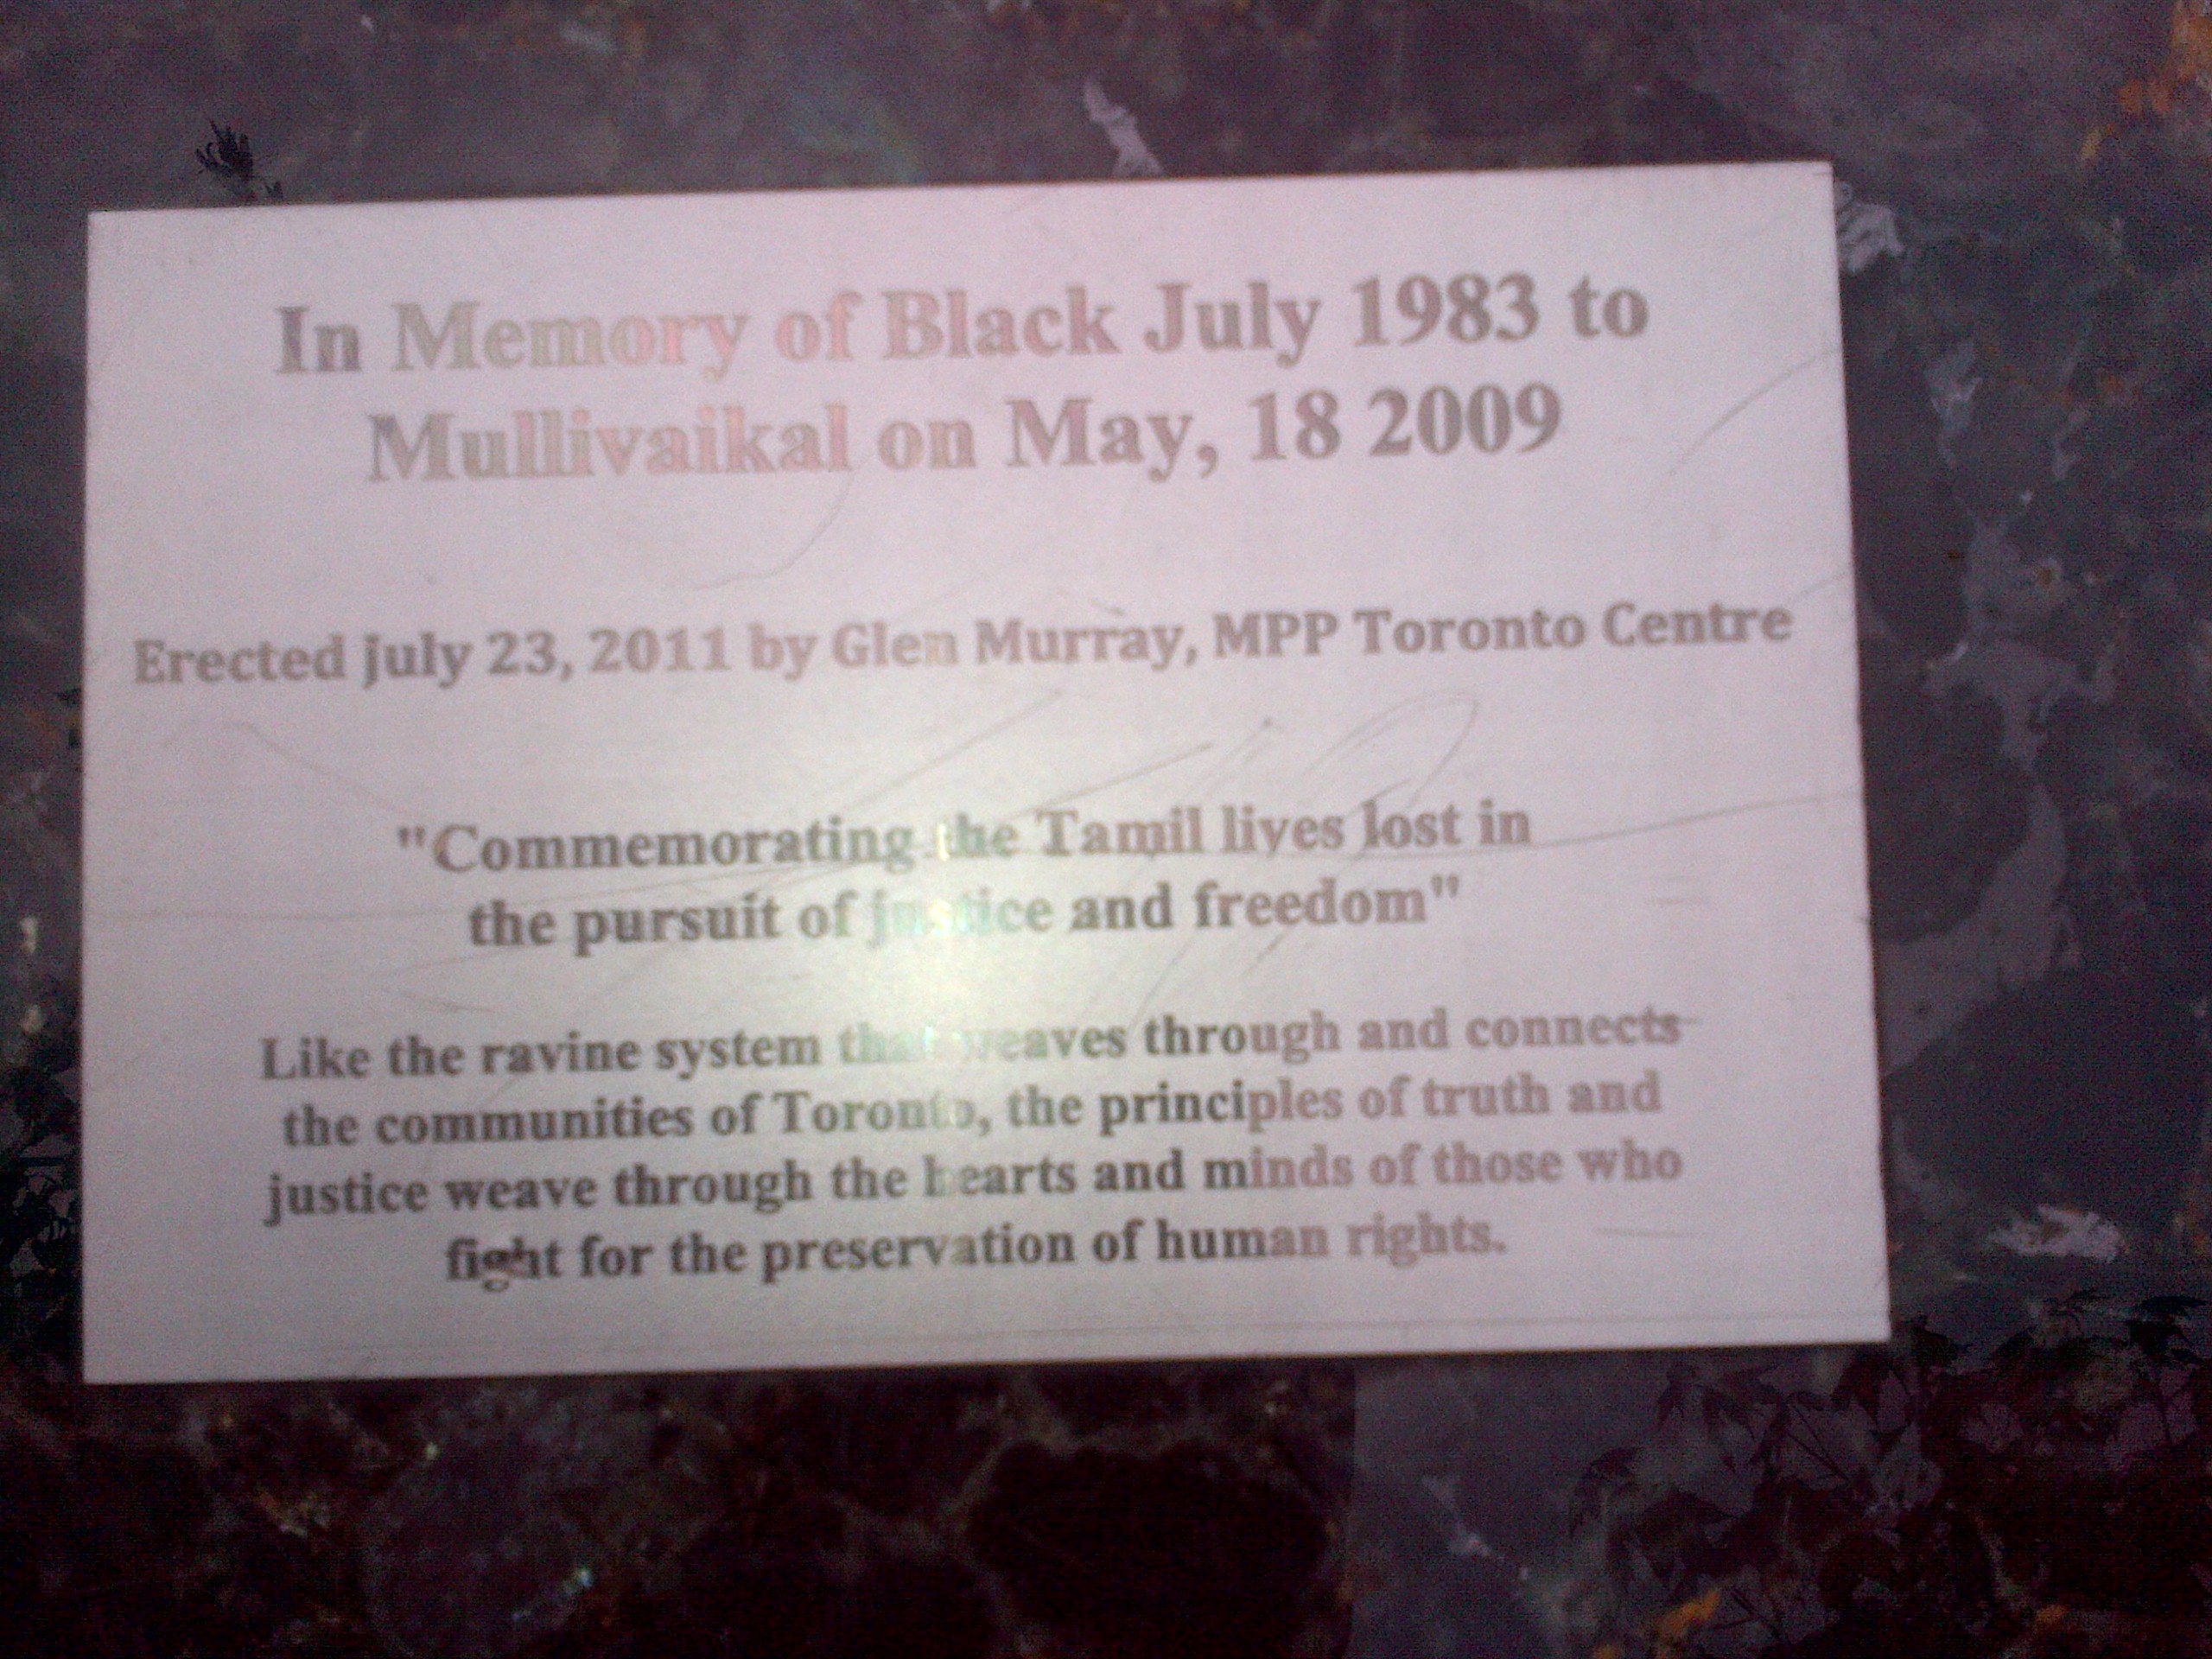 In Memory of Black July 1983 to
Mullivaikal on May, 18 2009
Erected july 23, 2011 by Glen Murray, MPP Toronto Centre
"Commemorating the Tamil lives lost in
the pursuit of justice and freedom"
Like the ravine system that weaves through and connects
the communities of Toronto, the principles of truth and
justice weave through the hearts and minds of those who
fight for the preservation of human rights.